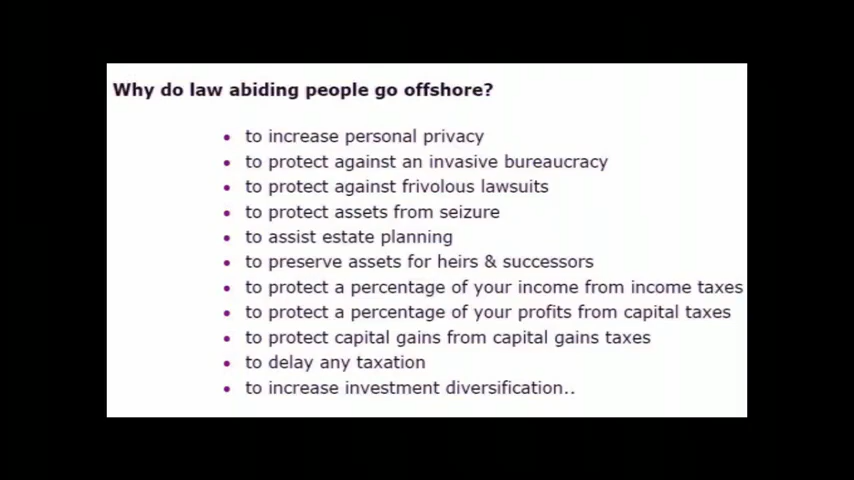 Why do law abiding people go offshore?
• to increase personal privacy
• to protect against an invasive bureaucracy
• to protect against frivolous lawsuits
• to protect assets from seizure
• to assist estate planning
• to preserve assets for heirs & successors
• to protect a percentage of your income from income taxes
• to protect a percentage of your profits from capital taxes
• to protect capital gains from capital gains taxes
• to delay any taxation
• to increase investment diversification..